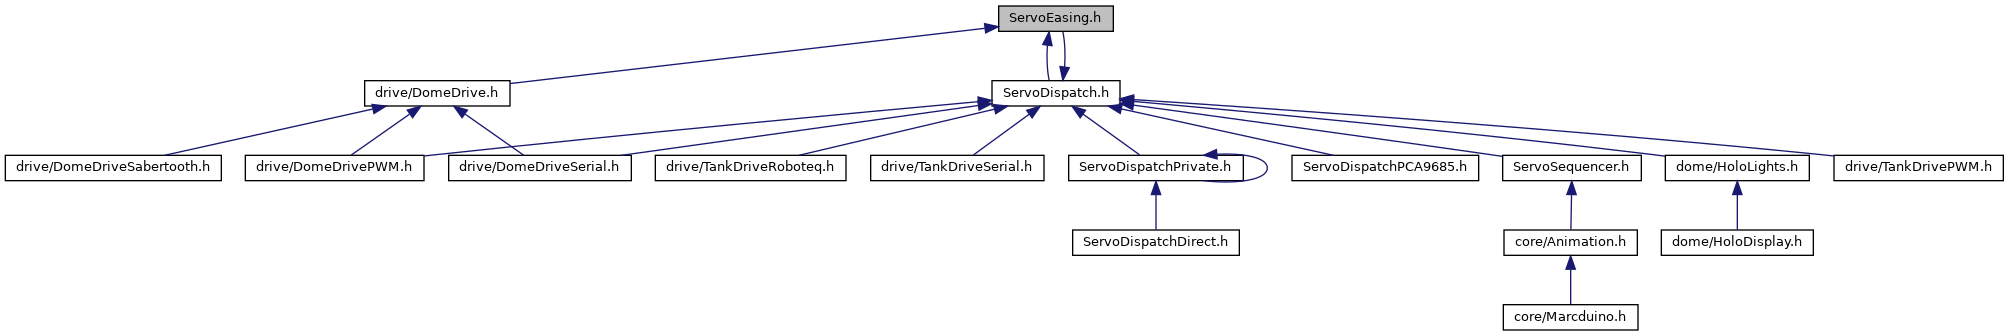 ServoEasing.h
drive/DomeDrive.h
ServoDispatch.h
drive/DomeDriveSabertooth.h
drive/DomeDrivePWM.h
drive/DomeDriveSerial.h
drive/TankDriveRoboteq.h
drive/TankDriveSerial.h
ServoDispatchPrivate.h
ServoDispatchPCA9685.h
ServoSequencer.h
dome/HoloLights.h
drive/TankDrivePWM.h
ServoDispatchDirect.h
core/Animation.h
dome/HoloDisplay.h
core/Marcduino.h